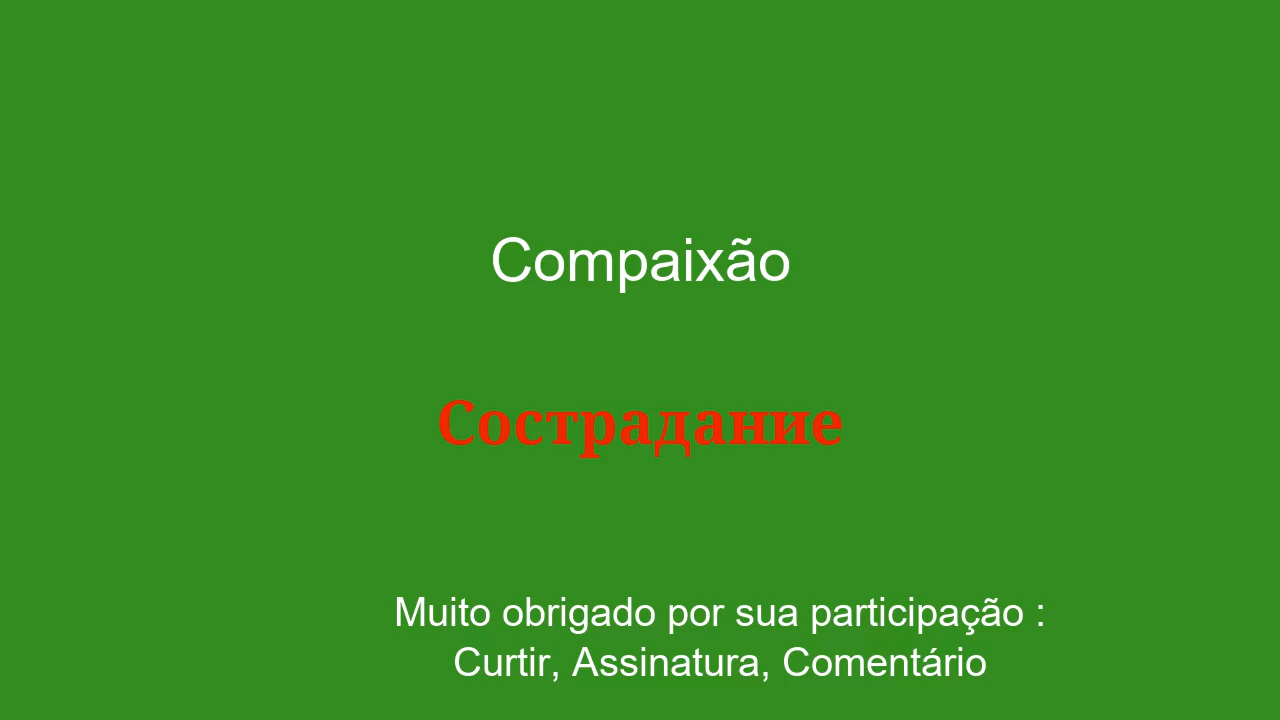 Compaixão
Сострадание
Muito obrigado por sua participação :
Curtir, Assinatura, Comentário